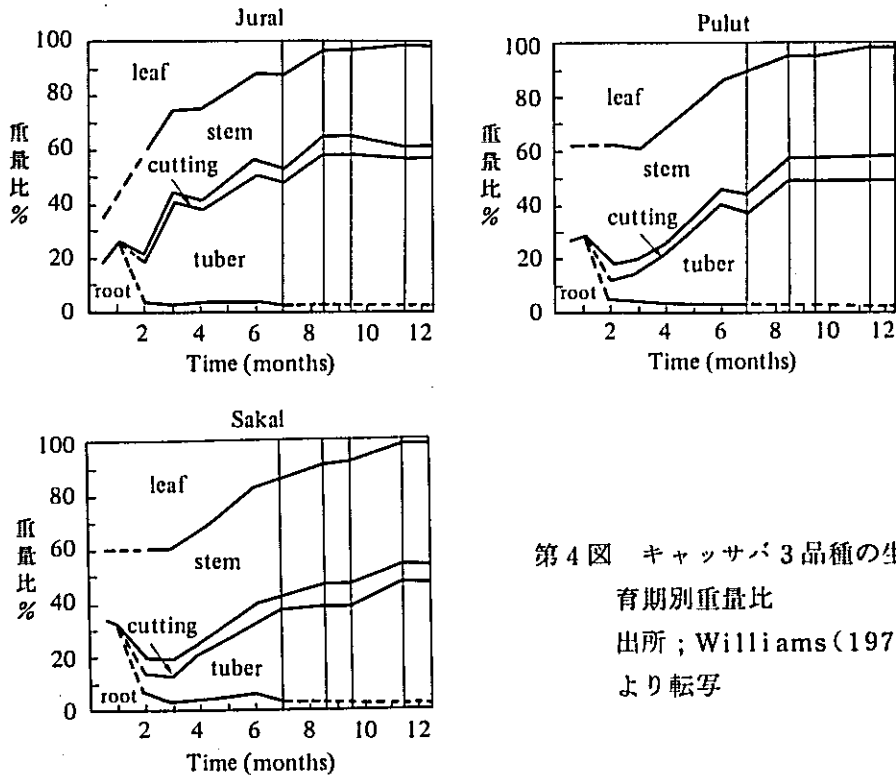 Jural
100
80
60
40
20
0
重量比%
leaf
stem
cutting
tuber
root
2 4 6 8 10 12
Time (months)
Pulut
100
80
60
40
20
0
重量比%
leaf
stem
cutting
tuber
root
2 4 6 8 10 12
Time (months)
Sakal
100
80
60
40
20
0
重量比%
leaf
stem
cutting
tuber
root
2 4 6 8 10 12
Time (months)
第4図 キャッサバ3品種の生
育期別重量比
出所;Williams(197
より転写